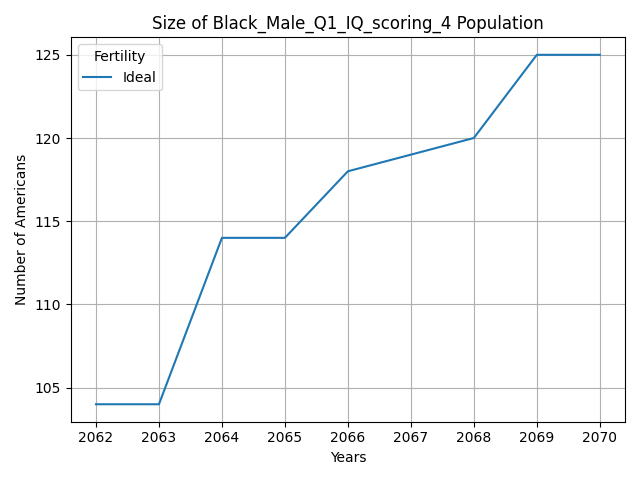 Size of Black_Male_Q1_IQ_scoring_4 Population
Fertility
Ideal
Number of Americans
125
120
115
110
105
2062 2063 2064 2065 2066 2067 2068 2069 2070
Years